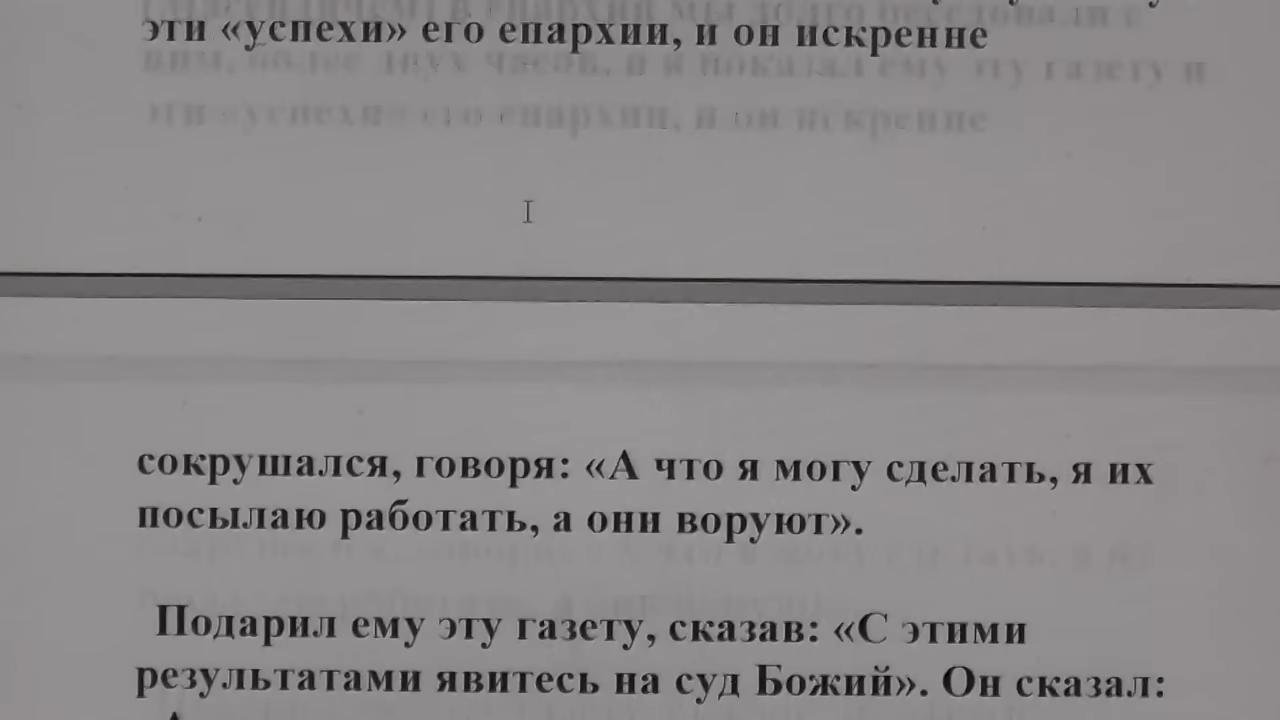 эти «успехи» его епархии, и он искренне
сокрушался, говоря: «А что я могу сделать, я их
посылаю работать, а они воруют».
Подарил ему эту газету, сказав: «С этими
результатами явитесь на суд Божий». Он сказал: